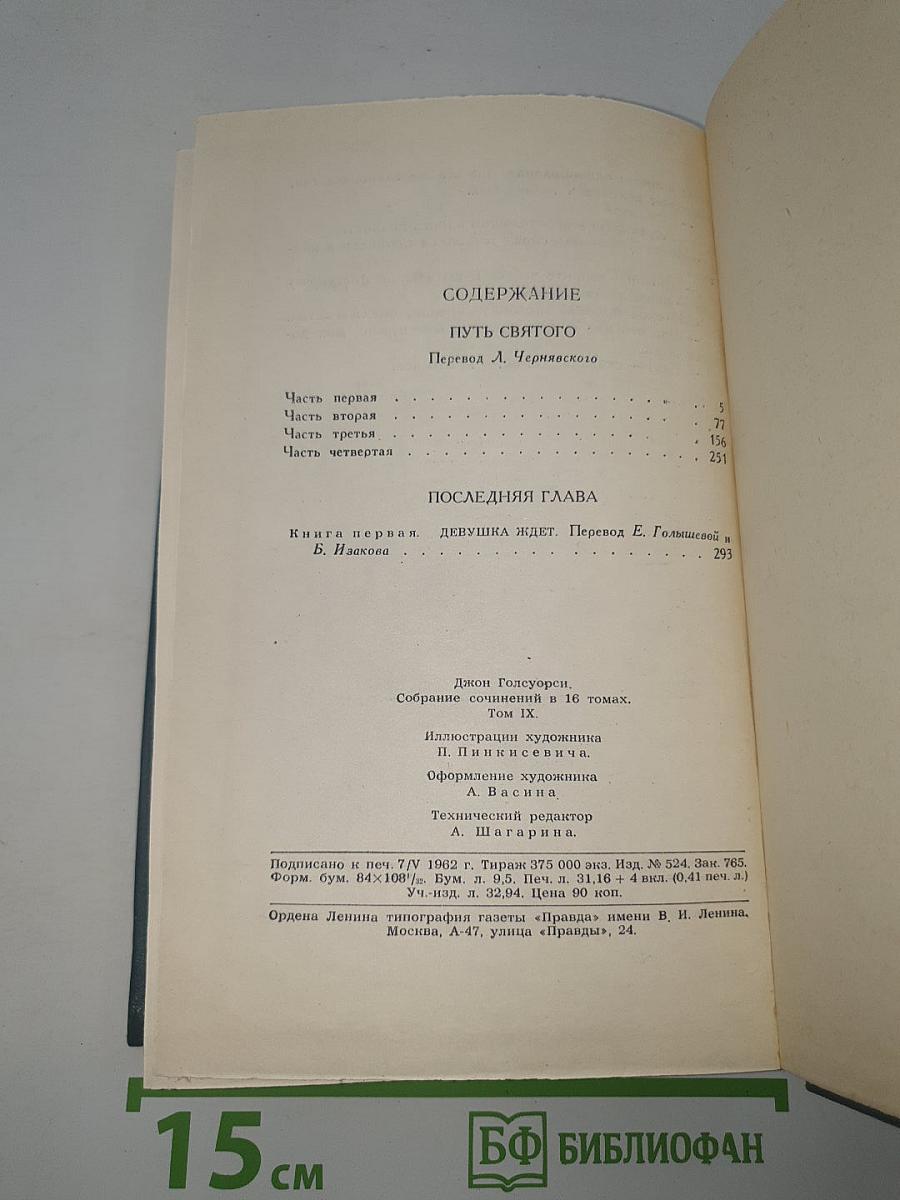 СОДЕРЖАНИЕ
ПУТЬ СВЯТОГО
Перевод Л. Чернявского
Часть первая . . . . . . . . . . . . . . . . . 5
Часть вторая . . . . . . . . . . . . . . . . . 77
Часть третья . . . . . . . . . . . . . . . . . 156
Часть четвертая . . . . . . . . . . . . . . . . 251
ПОСЛЕДНЯЯ ГЛАВА
Книга первая. ДЕВУШКА ЖДЕТ. Перевод Е. Голышевой и
Б. Изакова . . . . . . . . . . . . . . . . . 293
Джон Голсуорси.
Собрание сочинений в 16 томах.
Том IX.
Иллюстрации художника
П. Пинкисевича.
Оформление художника
А. Васина
Технический редактор
А. Шагарина.
Подписано к печ. 7/V 1962 г. Тираж 375 000 экз. Изд. № 524. Зак. 765.
Форм. бум. 84×108¹/₃₂. Бум. л. 9,5. Печ. л. 31,16 + 4 вкл. (0,41 печ. л.)
Уч.-изд. л. 32,94. Цена 90 коп.
Ордена Ленина типография газеты «Правда» имени В. И. Ленина.
Москва, А-47, улица «Правды», 24.
15 см
БФ БИБЛИОФАН